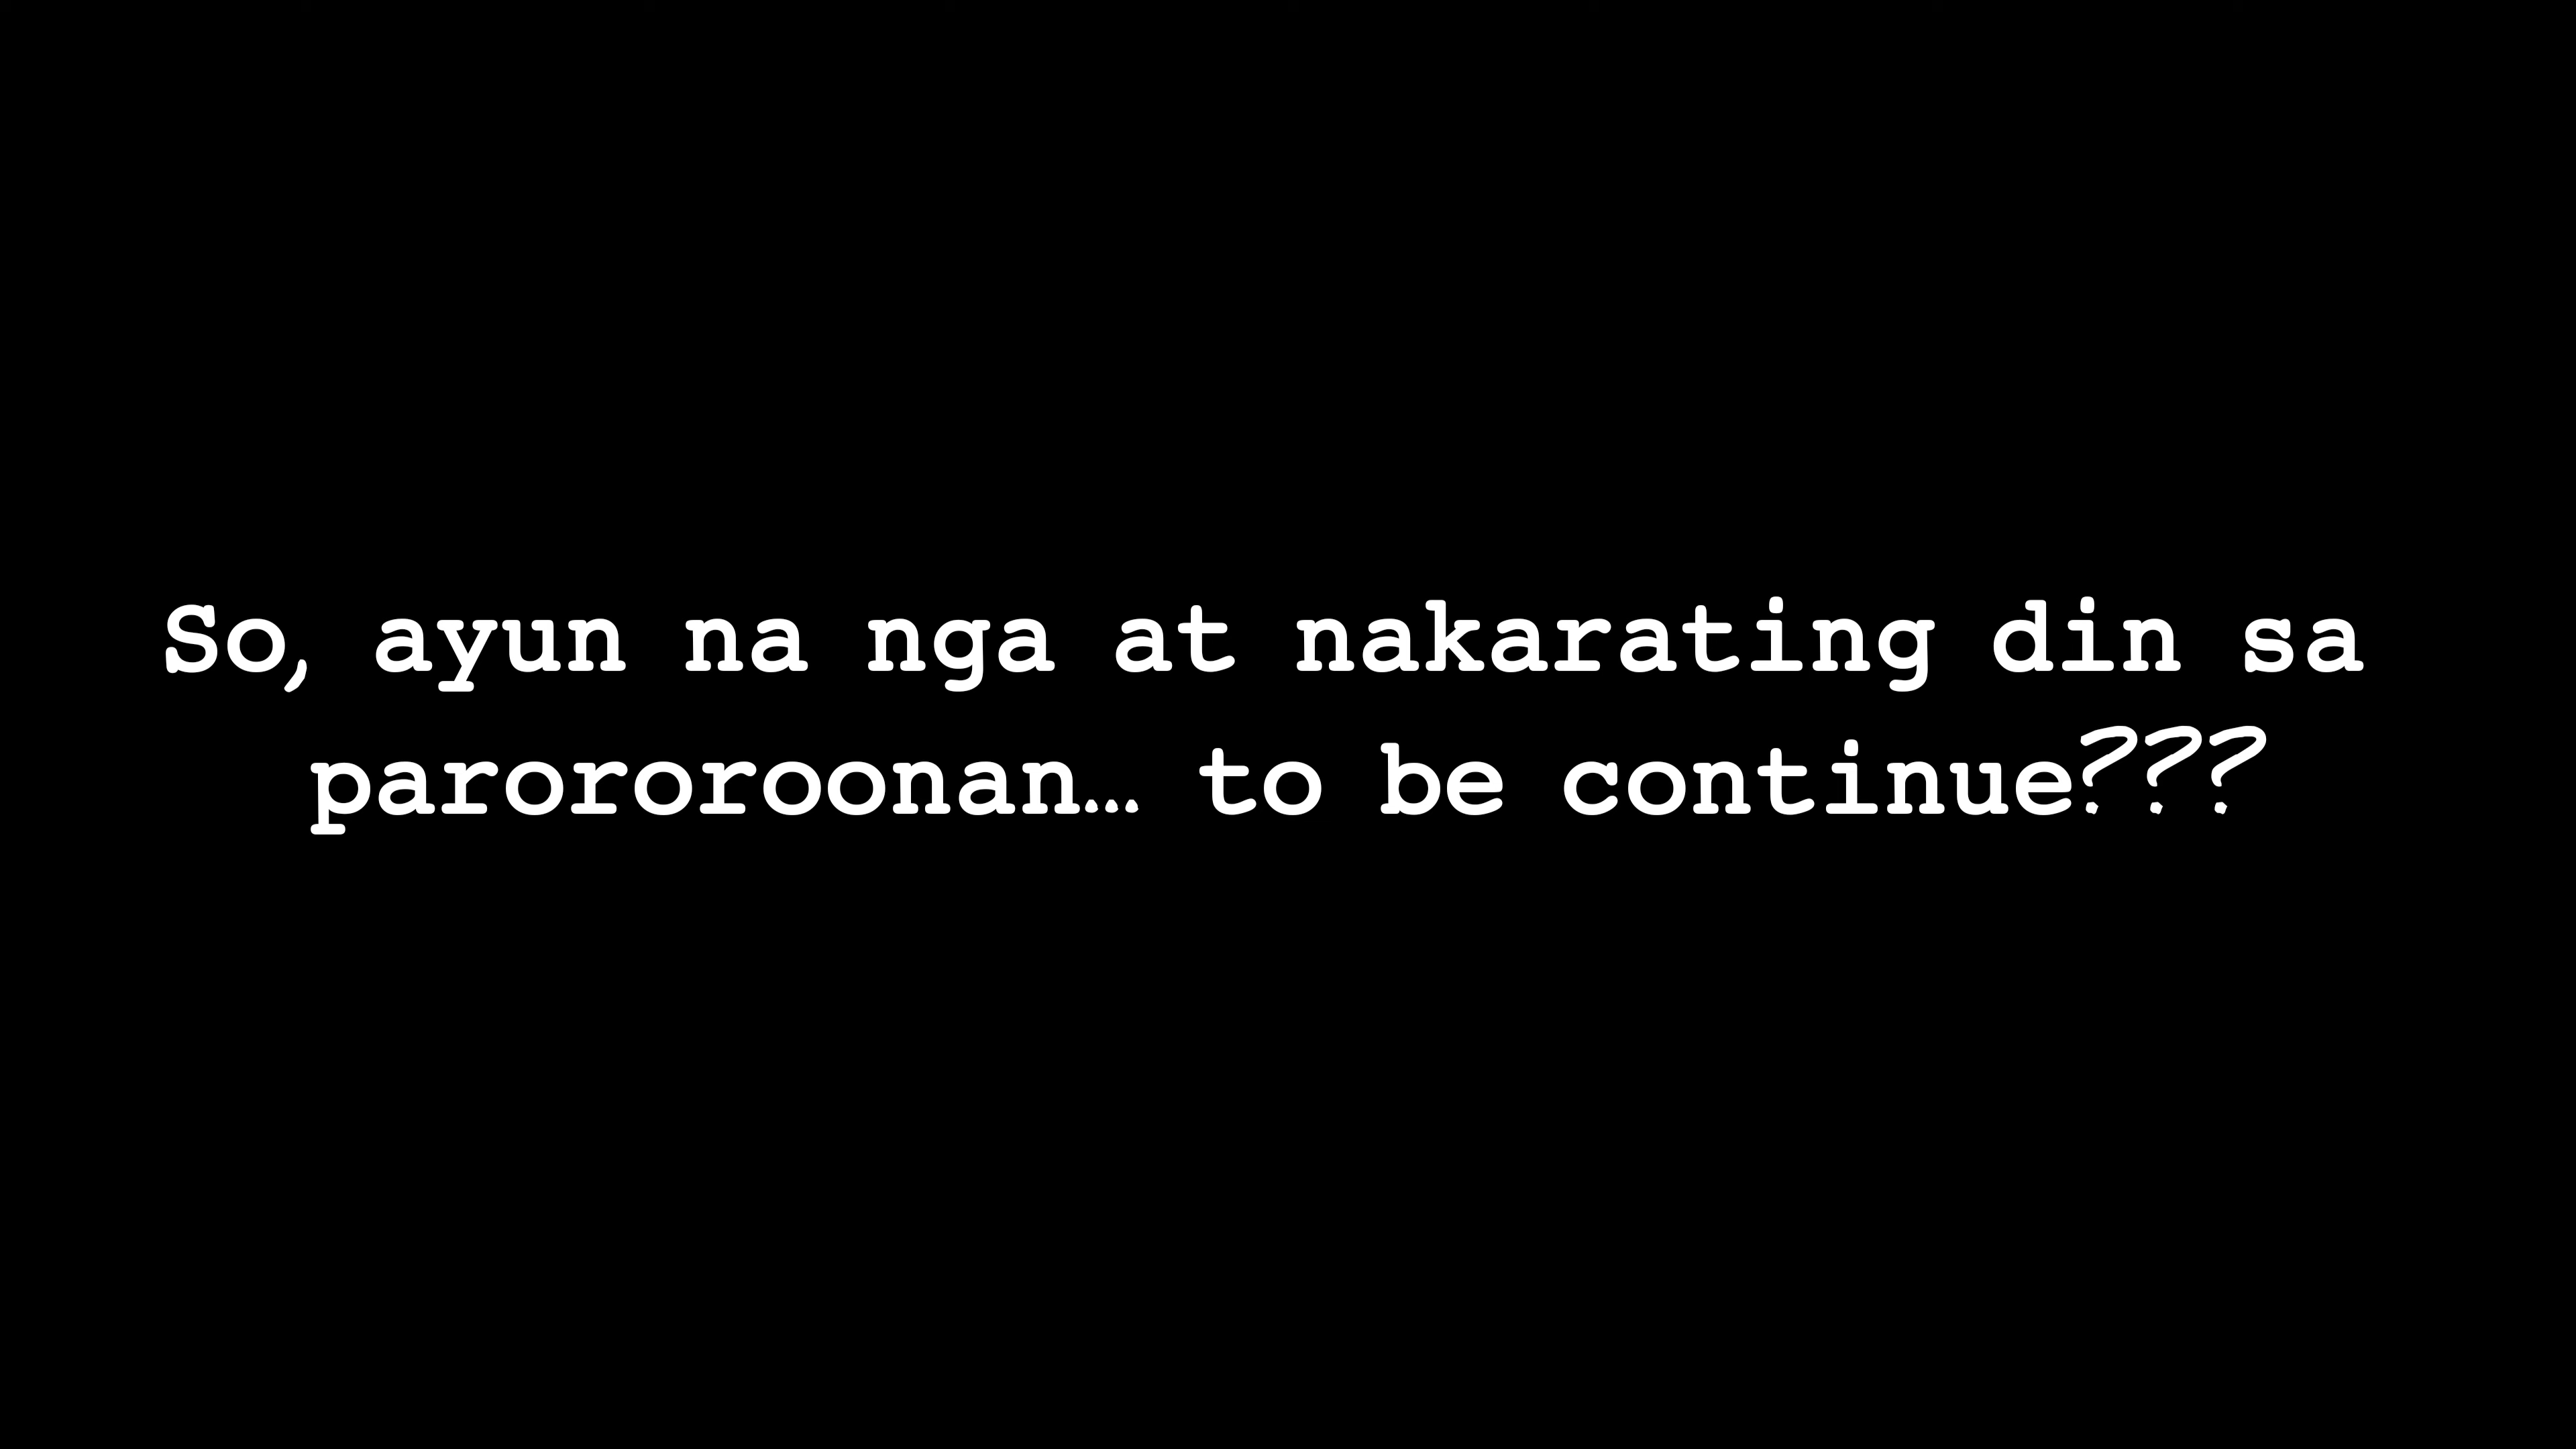 So, ayun na nga at nakarating din sa
parororoonan… to be continue???